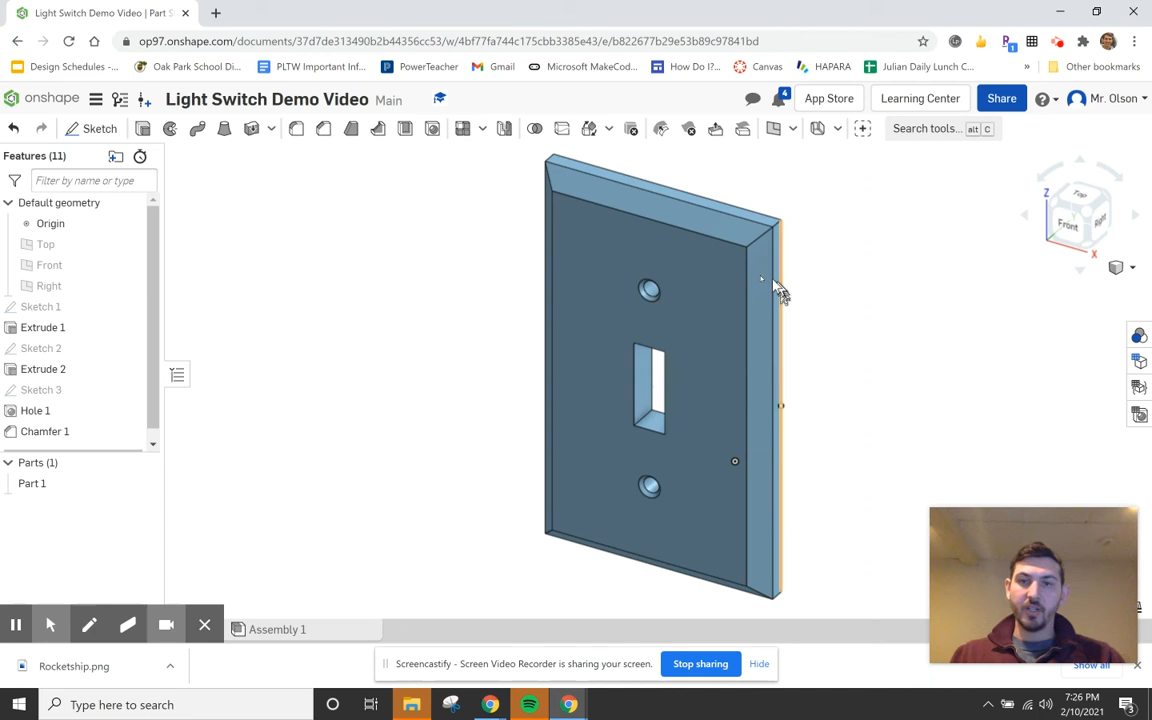 Light Switch Demo Video | Part S
op97.onshape.com/documents/37d7de313490b2b44356cc53/w/4bf77fa744c175cbb3385e43/e/b822677b29e53b89c97841bd
Design Schedules -... Oak Park School Di... PLTW Important Inf... PowerTeacher Gmail Microsoft MakeCod... How Do I?... Canvas HAPARA Julian Daily Lunch C... » Other bookmarks
onshape Light Switch Demo Video Main 4 App Store Learning Center Share Mr. Olson
Sketch Search tools... alt C
Features (11)
Filter by name or type
Default geometry
Origin
Top
Front
Right
Sketch 1
Extrude 1
Sketch 2
Extrude 2
Sketch 3
Hole 1
Chamfer 1
Parts (1)
Part 1
Z
Top
Front
Right
X
Assembly 1
Rocketship.png
Screencastify - Screen Video Recorder is sharing your screen. Stop sharing Hide
Show all
Type here to search
7:26 PM
2/10/2021
3